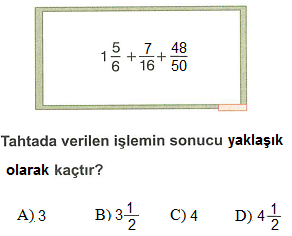 1 5/6 + 7/16 + 48/50
Tahtada verilen işlemin sonucu yaklaşık
olarak kaçtır?
A) 3 B) 3 1/2 C) 4 D) 4 1/2